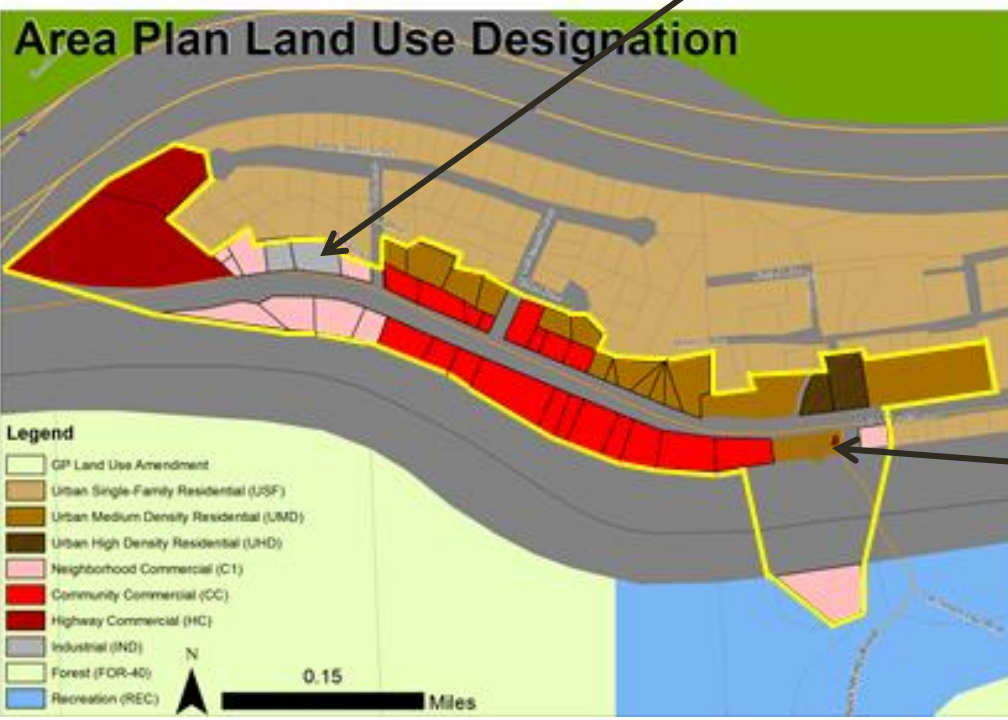 Area Plan Land Use Designation
Legend
GP Land Use Amendment
Urban Single-Family Residential (USF)
Urban Medium Density Residential (UMD)
Urban High Density Residential (UHD)
Neighborhood Commercial (C1)
Community Commercial (CC)
Highway Commercial (HC)
Industrial (IND)
Forest (FOR-40)
Recreation (REC)
N
0.15
Miles